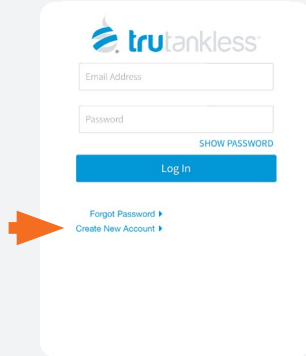 trutankless
Email Address
Password
SHOW PASSWORD
Log In
Forgot Password
Create New Account